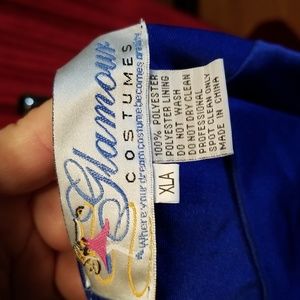 Glamour
COSTUMES
"Where your dream costume becomes a reality"
100% POLYESTER
POLYESTER LINING
DO NOT WASH
DO NOT DRY CLEAN
PROFESSIONAL
SPOT CLEAN ONLY
MADE IN CHINA
XLA